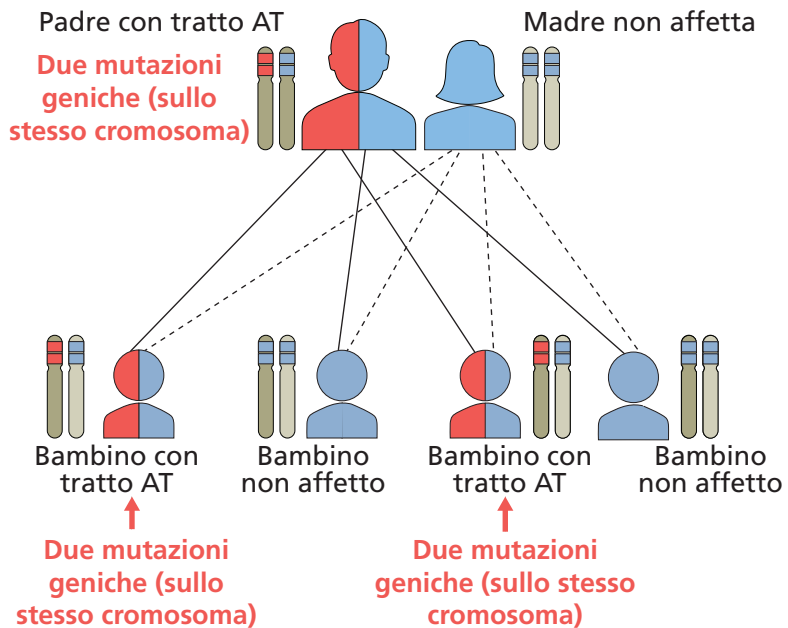 Padre con tratto AT
Madre non affetta
Due mutazioni
geniche (sullo
stesso cromosoma)
Bambino con
tratto AT
Bambino
non affetto
Bambino con
tratto AT
Bambino
non affetto
Due mutazioni
geniche (sullo
stesso cromosoma)
Due mutazioni
geniche (sullo stesso
cromosoma)